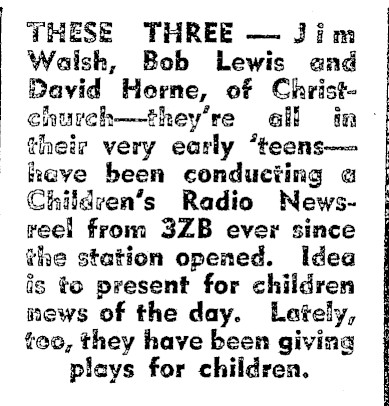 THESE THREE — Jim
Walsh, Bob Lewis and
David Horne, of Christ-
church—they're all in
their very early 'teens—
have been conducting a
Children's Radio News-
reel from 3ZB ever since
the station opened. Idea
is to present for children
news of the day. Lately,
too, they have been giving
plays for children.